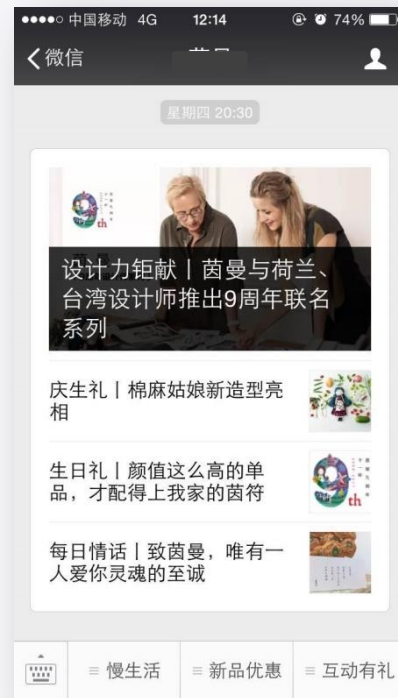 中国移动 4G 12:14 74%
微信
星期四 20:30
9th
设计力钜献丨茵曼与荷兰、
台湾设计师推出9周年联名
系列
庆生礼丨棉麻姑娘新造型亮
相
生日礼丨颜值这么高的单
品，才配得上我家的茵符
9th
每日情话丨致茵曼，唯有一
人爱你灵魂的至诚
慢生活 新品优惠 互动有礼